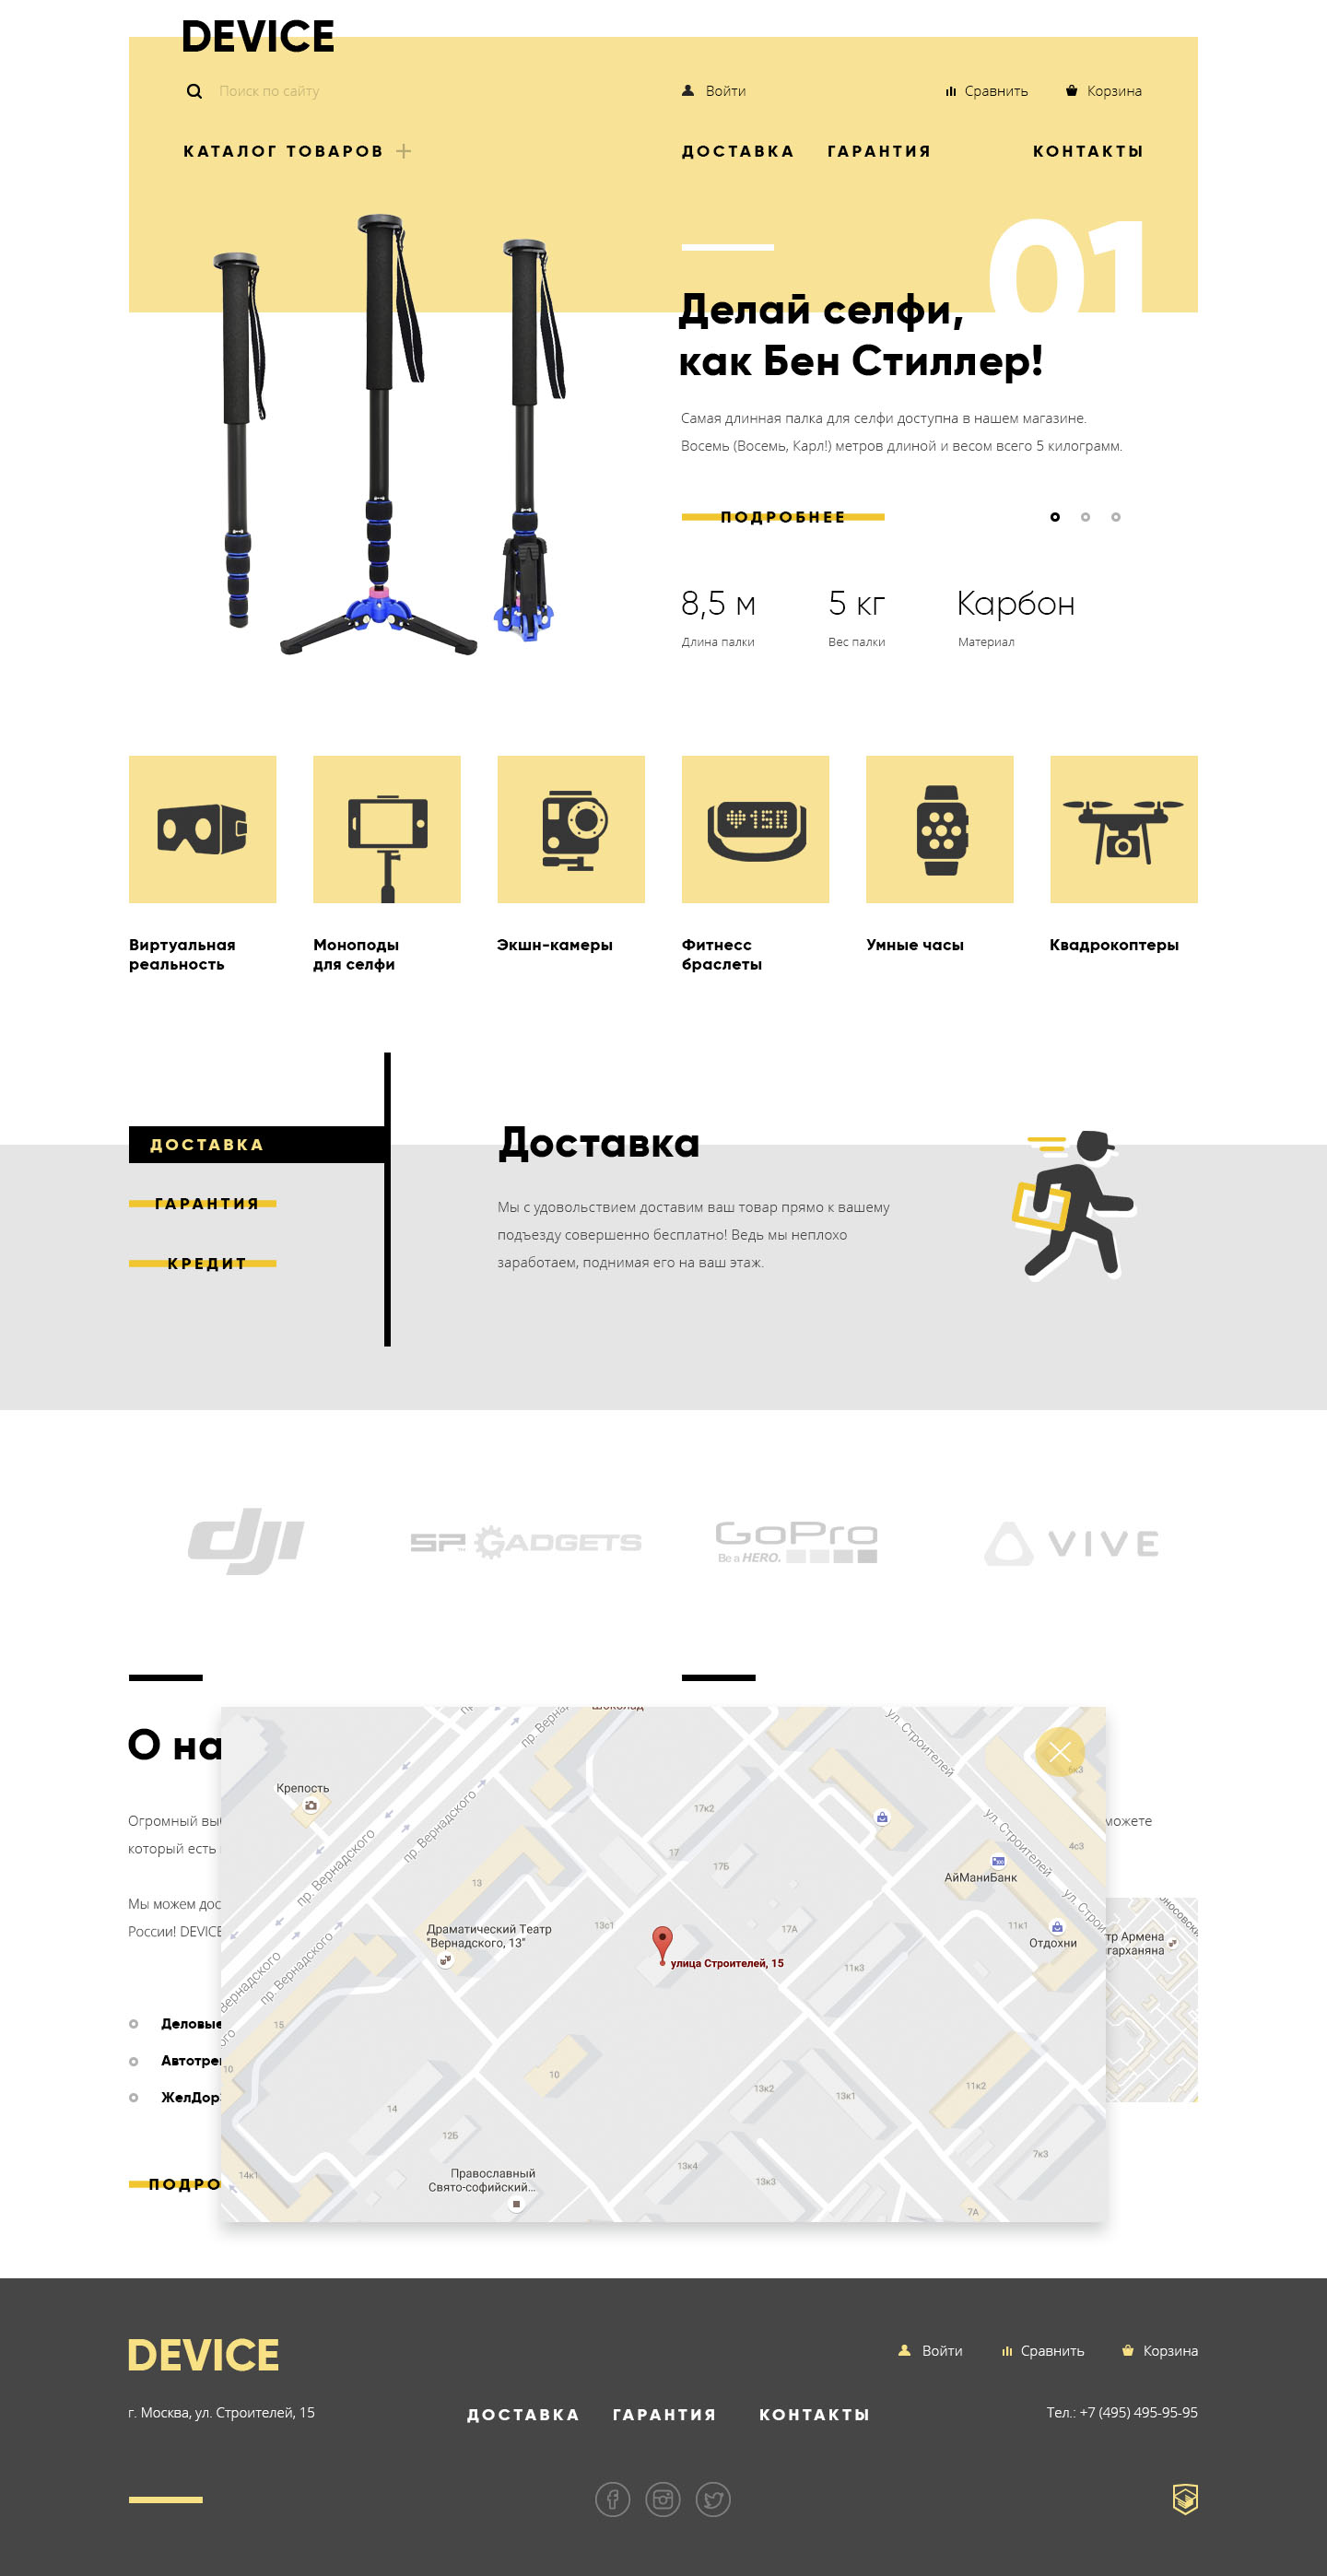 DEVICE
Поиск по сайту
Войти
Сравнить
Корзина
КАТАЛОГ ТОВАРОВ
ДОСТАВКА
ГАРАНТИЯ
КОНТАКТЫ
01
Делай селфи,
как Бен Стиллер!
Самая длинная палка для селфи доступна в нашем магазине.
Восемь (Восемь, Карл!) метров длиной и весом всего 5 килограмм.
ПОДРОБНЕЕ
8,5 м
5 кг
Карбон
Длина палки
Вес палки
Материал
150
Виртуальная
реальность
Моноподы
для селфи
Экшн-камеры
Фитнесс
браслеты
Умные часы
Квадрокоптеры
ДОСТАВКА
ГАРАНТИЯ
КРЕДИТ
Доставка
Мы с удовольствием доставим ваш товар прямо к вашему
подъезду совершенно бесплатно! Ведь мы неплохо
заработаем, поднимая его на ваш этаж.
dji
SP GADGETS
GoPro
Be a HERO.
VIVE
О на
Огромный вы
который есть
Мы можем дос
России! DEVICE
Деловые
Автотре
ЖелДор
ПОДРО
можете
Шоколад
пр. Верна
ул. Строителей
6к3
Крепость
17к2
пр. Вернадского
пр. Вернадского
ул. Строителей
4с3
17
17Б
АйМаниБанк
13
ул. Строи
Драматический Театр
"Вернадского, 13"
13с1
17А
11к1
Отдохни
улица Строителей, 15
11к3
Вернадского
пр. Вернадского
15
ого
10
10
13к2
13к1
11к2
14
12Б
7к3
14к1
Православный
Свято-софийский...
13к4
13к3
7А
оносовски
тр Армена
гарханяна
DEVICE
Войти
Сравнить
Корзина
г. Москва, ул. Строителей, 15
ДОСТАВКА
ГАРАНТИЯ
КОНТАКТЫ
Тел.: +7 (495) 495-95-95